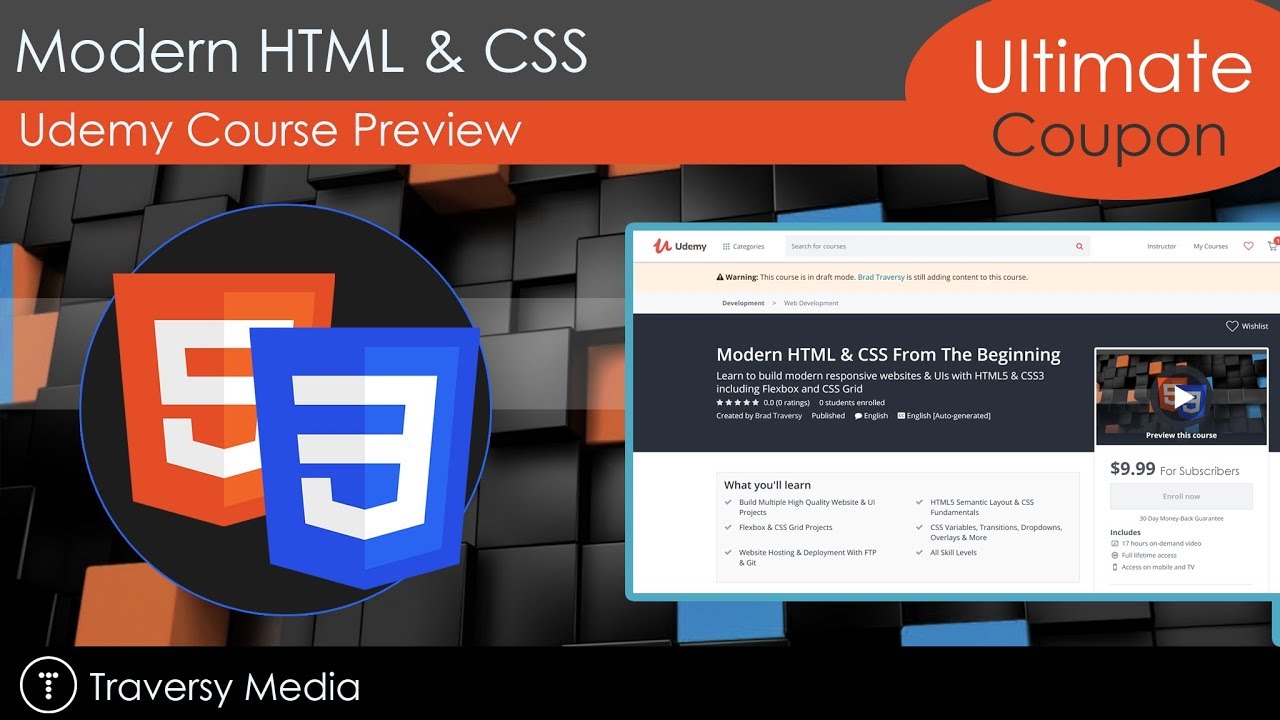 Modern HTML & CSS
Udemy Course Preview
Ultimate
Coupon
Udemy
Categories
Search for courses
Instructor
My Courses
Warning: This course is in draft mode. Brad Traversy is still adding content to this course.
Development > Web Development
Wishlist
Modern HTML & CSS From The Beginning
Learn to build modern responsive websites & UIs with HTML5 & CSS3
including Flexbox and CSS Grid
0.0 (0 ratings) 0 students enrolled
Created by Brad Traversy Published English English [Auto-generated]
Preview this course
$9.99 For Subscribers
Enroll now
30-Day Money-Back Guarantee
Includes
17 hours on-demand video
Full lifetime access
Access on mobile and TV
What you'll learn
Build Multiple High Quality Website & UI
Projects
Flexbox & CSS Grid Projects
Website Hosting & Deployment With FTP
& Git
HTML5 Semantic Layout & CSS
Fundamentals
CSS Variables, Transitions, Dropdowns,
Overlays & More
All Skill Levels
Traversy Media